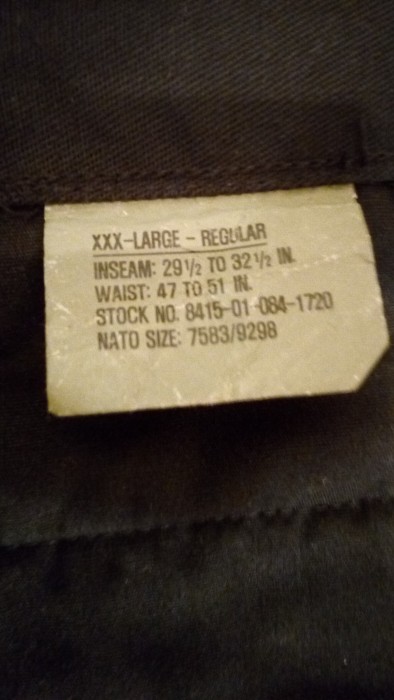 XXX-LARGE - REGULAR
INSEAM: 29½ TO 32½ IN.
WAIST: 47 TO 51 IN.
STOCK NO. 8415-01-084-1720
NATO SIZE: 7583/9298